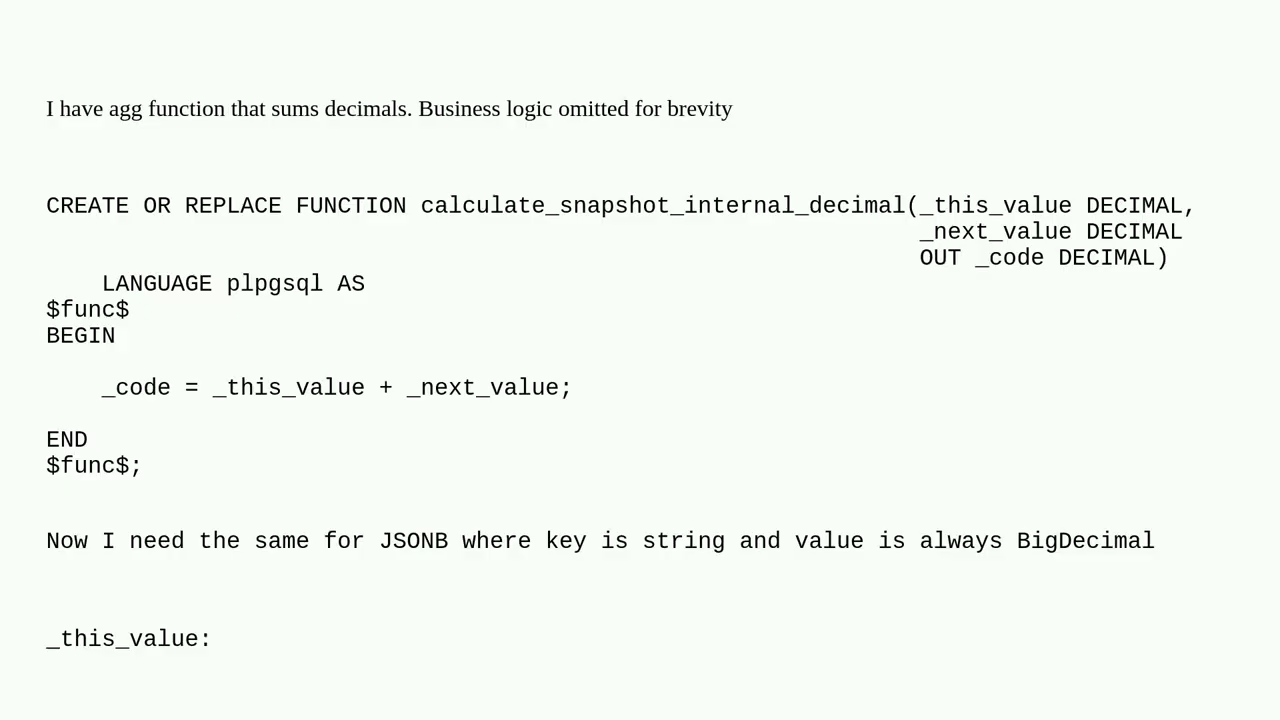 I have agg function that sums decimals. Business logic omitted for brevity
CREATE OR REPLACE FUNCTION calculate_snapshot_internal_decimal(_this_value DECIMAL,
_next_value DECIMAL
OUT _code DECIMAL)
LANGUAGE plpgsql AS
$func$
BEGIN
_code = _this_value + _next_value;
END
$func$;
Now I need the same for JSONB where key is string and value is always BigDecimal
_this_value: